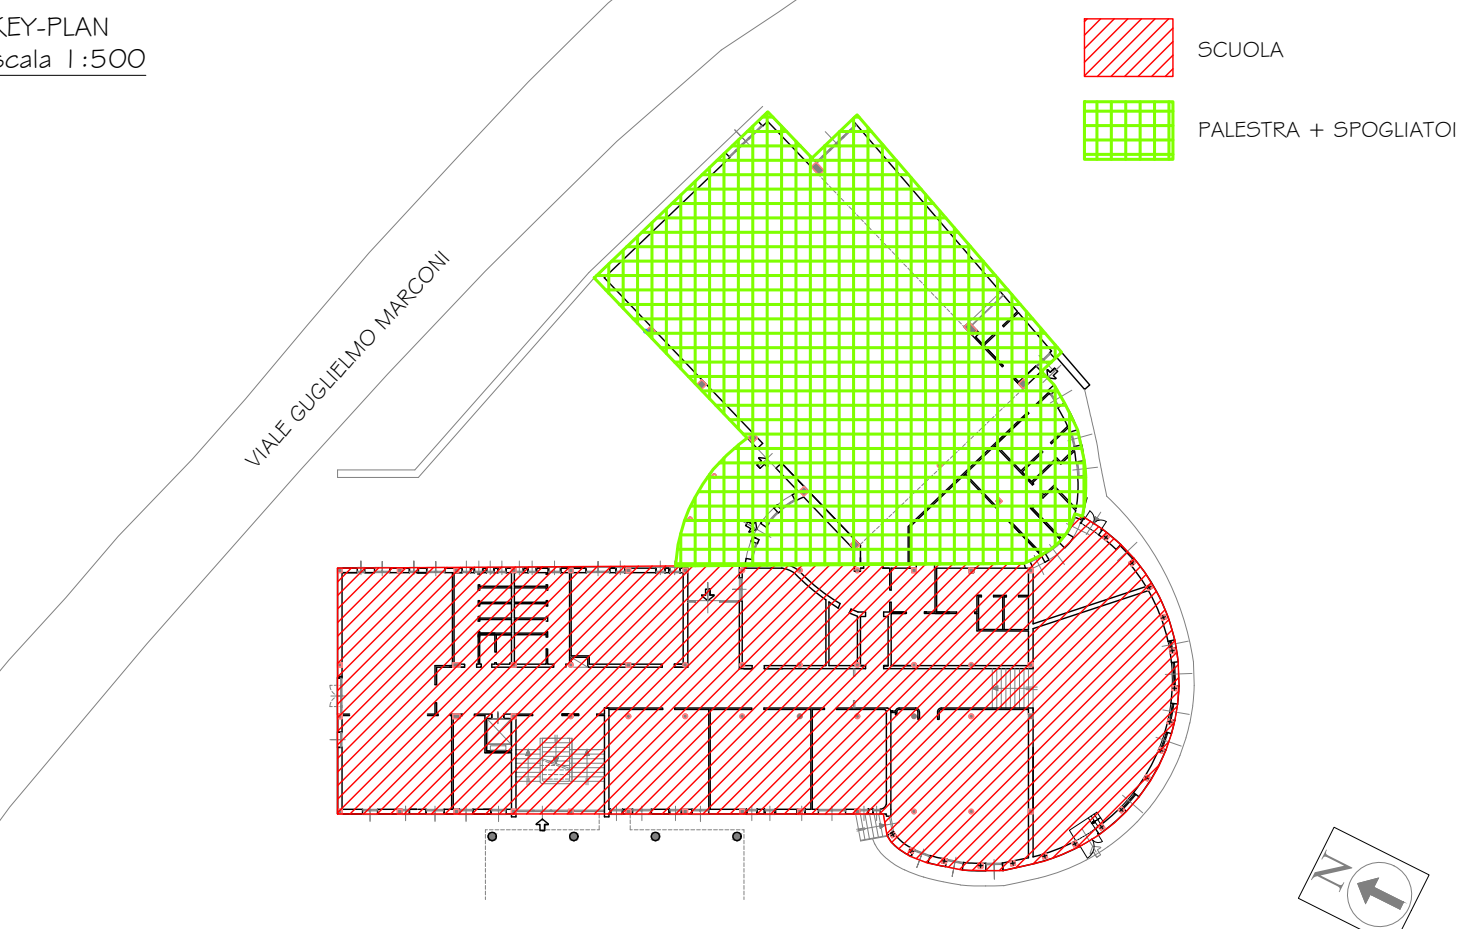 KEY-PLAN
scala 1:500
SCUOLA
PALESTRA + SPOGLIATOI
VIALE GUGLIELMO MARCONI
N